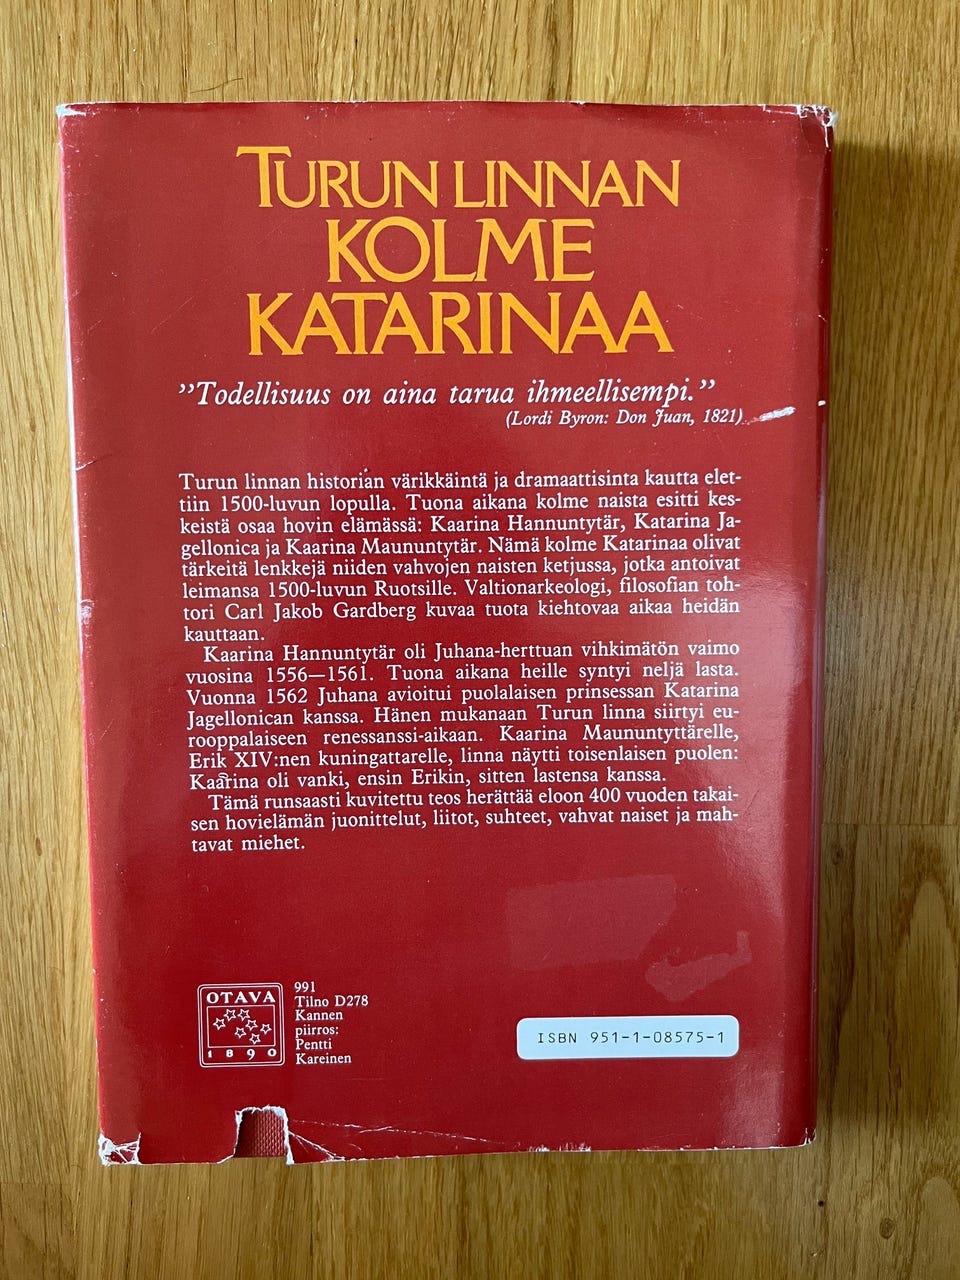 TURUN LINNAN
KOLME
KATARINAA
”Todellisuus on aina tarua ihmeellisempi.”
(Lordi Byron: Don Juan, 1821)
Turun linnan historian värikkäintä ja dramaattisinta kautta elet-
tiin 1500-luvun lopulla. Tuona aikana kolme naista esitti kes-
keistä osaa hovin elämässä: Kaarina Hannuntytär, Katarina Ja-
gellonica ja Kaarina Maununtytär. Nämä kolme Katarinaa olivat
tärkeitä lenkkejä niiden vahvojen naisten ketjussa, jotka antoivat
leimansa 1500-luvun Ruotsille. Valtionarkeologi, filosofian toh-
tori Carl Jakob Gardberg kuvaa tuota kiehtovaa aikaa heidän
kauttaan.
Kaarina Hannuntytär oli Juhana-herttuan vihkimätön vaimo
vuosina 1556—1561. Tuona aikana heille syntyi neljä lasta.
Vuonna 1562 Juhana avioitui puolalaisen prinsessan Katarina
Jagellonican kanssa. Hänen mukanaan Turun linna siirtyi eu-
rooppalaiseen renessanssi-aikaan. Kaarina Maununtyttärelle,
Erik XIV:nen kuningattarelle, linna näytti toisenlaisen puolen:
Kaarina oli vanki, ensin Erikin, sitten lastensa kanssa.
Tämä runsaasti kuvitettu teos herättää eloon 400 vuoden takai-
sen hovielämän juonittelut, liitot, suhteet, vahvat naiset ja mah-
tavat miehet.
OTAVA
1890
991
Tilno D278
Kannen
piirros:
Pentti
Kareinen
ISBN 951-1-08575-1